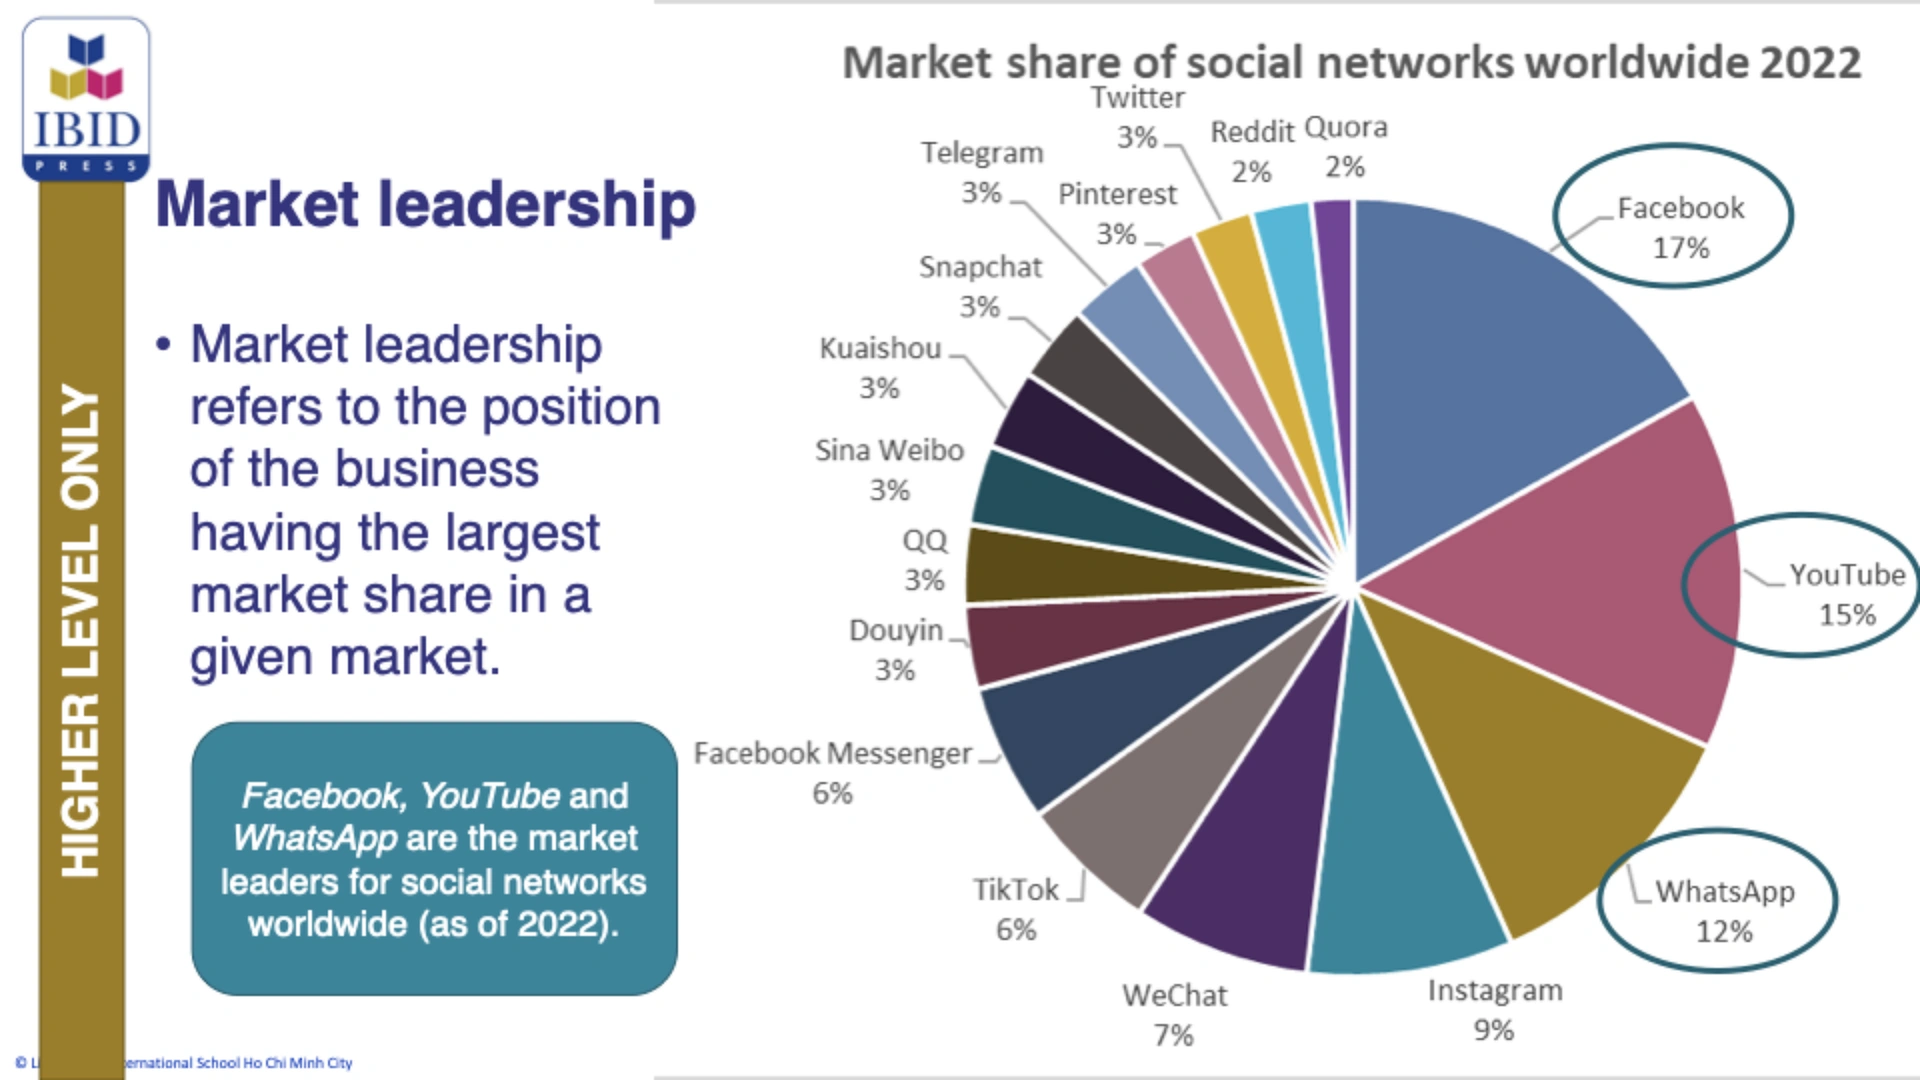 IBID
PRESS
HIGHER LEVEL ONLY
Market leadership
• Market leadership
refers to the position
of the business
having the largest
market share in a
given market.
Facebook, YouTube and
WhatsApp are the market
leaders for social networks
worldwide (as of 2022).
Market share of social networks worldwide 2022
Facebook
17%
YouTube
15%
WhatsApp
12%
Instagram
9%
WeChat
7%
TikTok
6%
Facebook Messenger
6%
Douyin
3%
QQ
3%
Sina Weibo
3%
Kuaishou
3%
Snapchat
3%
Telegram
3%
Pinterest
3%
Twitter
3%
Reddit
2%
Quora
2%
© ernational School Ho Chi Minh City